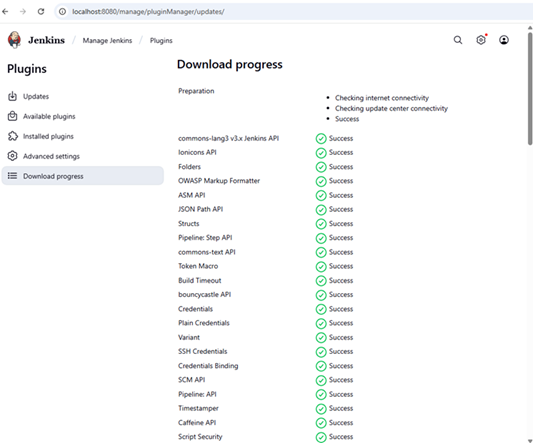 localhost:8080/manage/pluginManager/updates/
Jenkins / Manage Jenkins / Plugins
Plugins
Updates
Available plugins
Installed plugins
Advanced settings
Download progress
Download progress
Preparation
Checking internet connectivity
Checking update center connectivity
Success
commons-lang3 v3.x Jenkins API Success
Ionicons API Success
Folders Success
OWASP Markup Formatter Success
ASM API Success
JSON Path API Success
Structs Success
Pipeline: Step API Success
commons-text API Success
Token Macro Success
Build Timeout Success
bouncycastle API Success
Credentials Success
Plain Credentials Success
Variant Success
SSH Credentials Success
Credentials Binding Success
SCM API Success
Pipeline: API Success
Timestamper Success
Caffeine API Success
Script Security Success